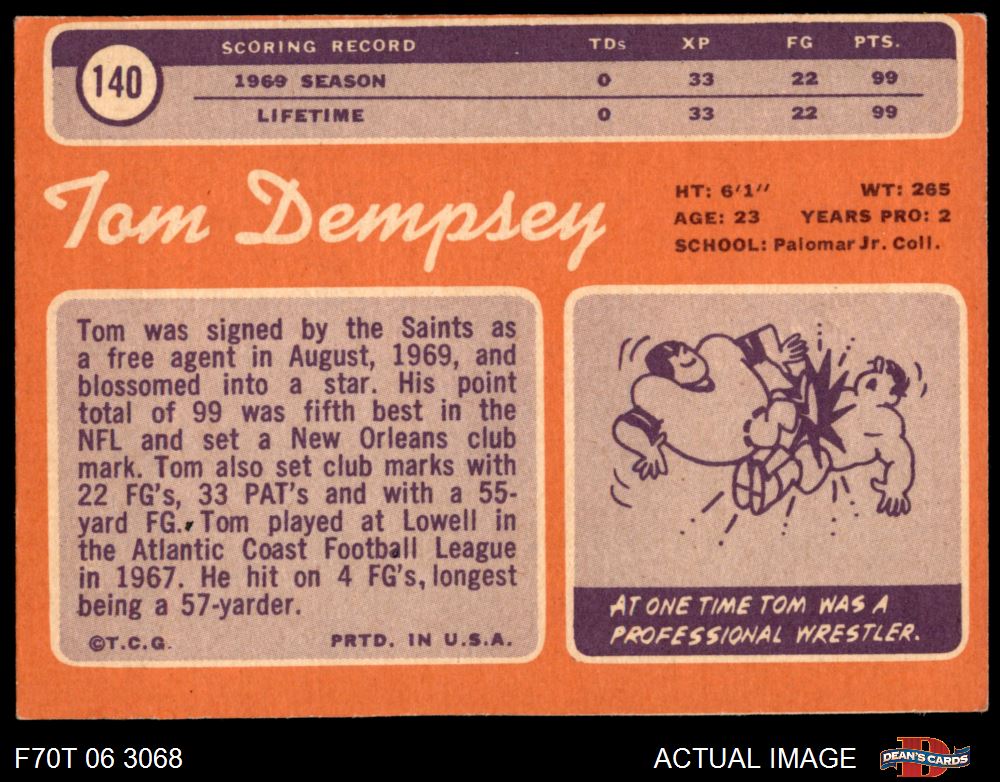 140
SCORING RECORD TDs XP FG PTS.
1969 SEASON 0 33 22 99
LIFETIME 0 33 22 99
Tom Dempsey
HT: 6'1" WT: 265
AGE: 23 YEARS PRO: 2
SCHOOL: Palomar Jr. Coll.
Tom was signed by the Saints as
a free agent in August, 1969, and
blossomed into a star. His point
total of 99 was fifth best in the
NFL and set a New Orleans club
mark. Tom also set club marks with
22 FG's, 33 PAT's and with a 55-
yard FG. Tom played at Lowell in
the Atlantic Coast Football League
in 1967. He hit on 4 FG's, longest
being a 57-yarder.
©T.C.G. PRTD. IN U.S.A.
AT ONE TIME TOM WAS A
PROFESSIONAL WRESTLER.
F70T 06 3068 ACTUAL IMAGE DEAN'S CARDS